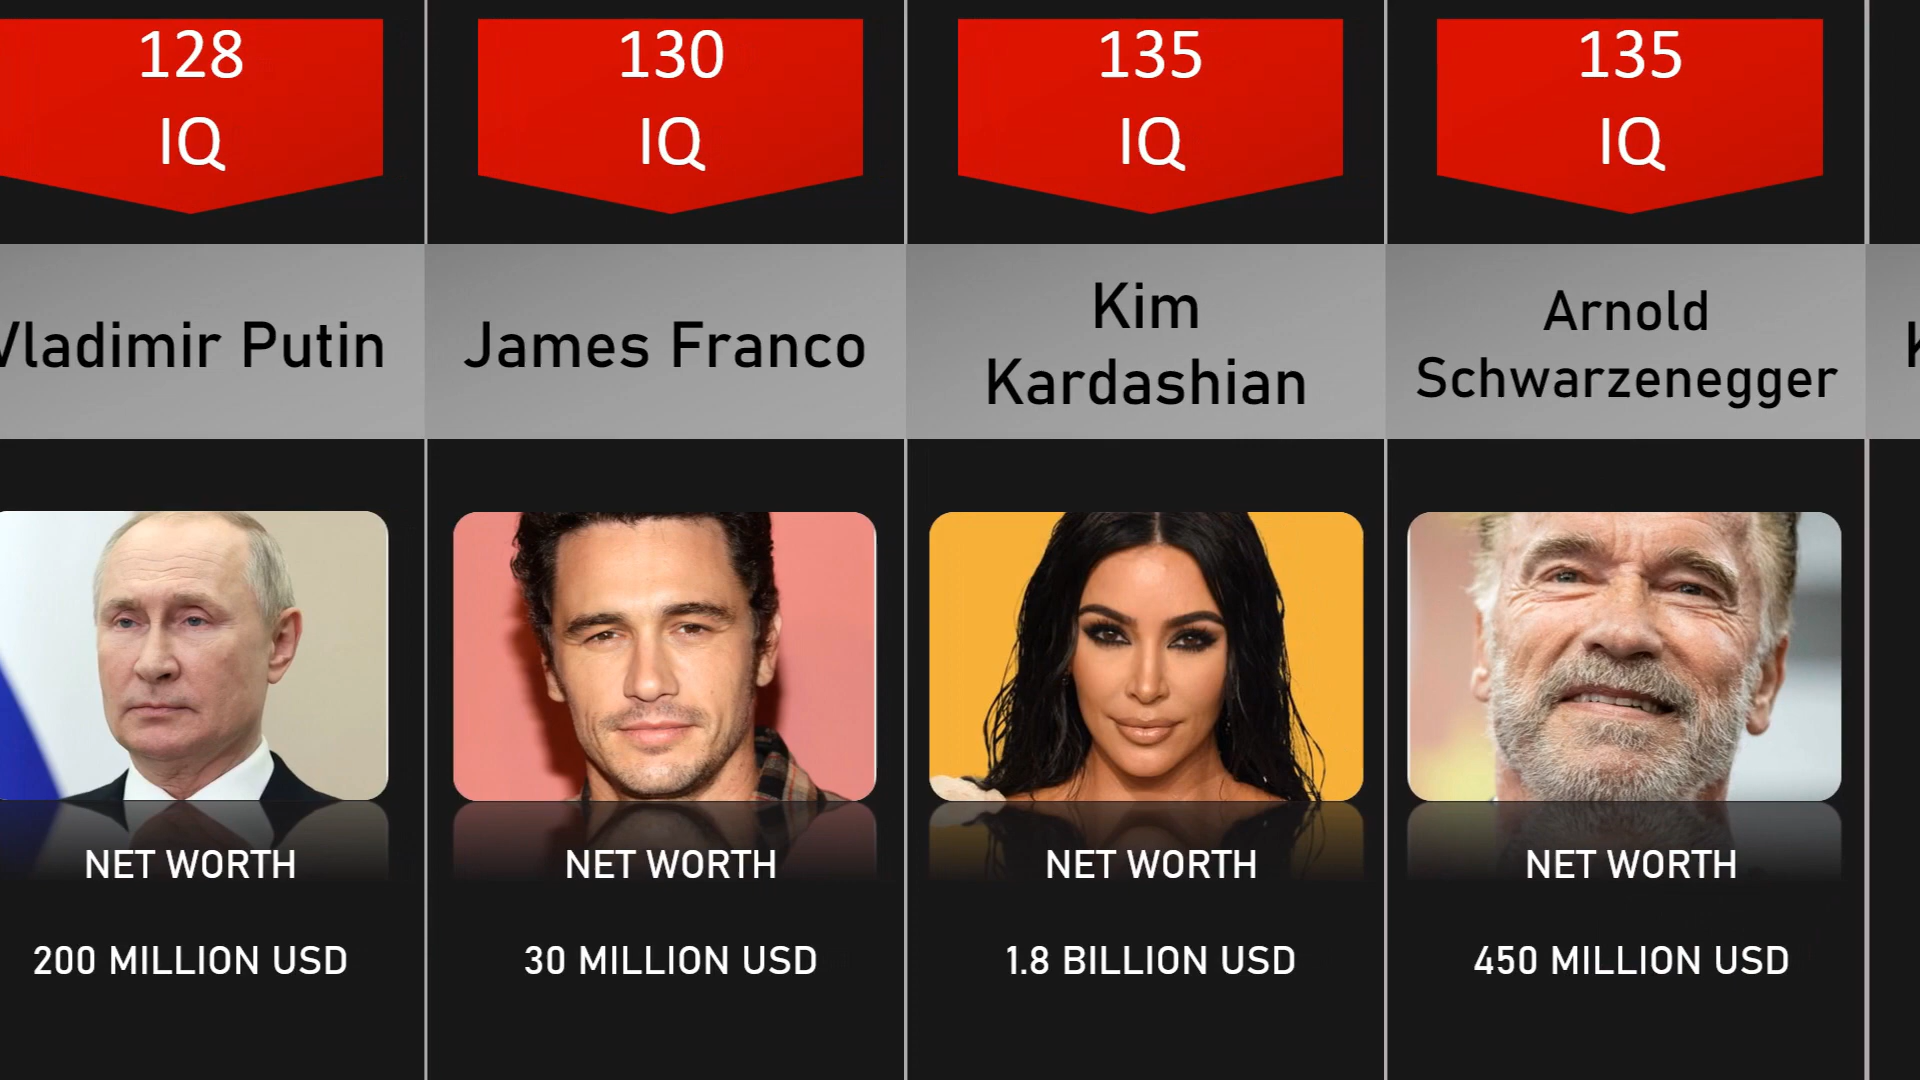 128
IQ
Vladimir Putin
NET WORTH
200 MILLION USD
130
IQ
James Franco
NET WORTH
30 MILLION USD
135
IQ
Kim
Kardashian
NET WORTH
1.8 BILLION USD
135
IQ
Arnold
Schwarzenegger
NET WORTH
450 MILLION USD